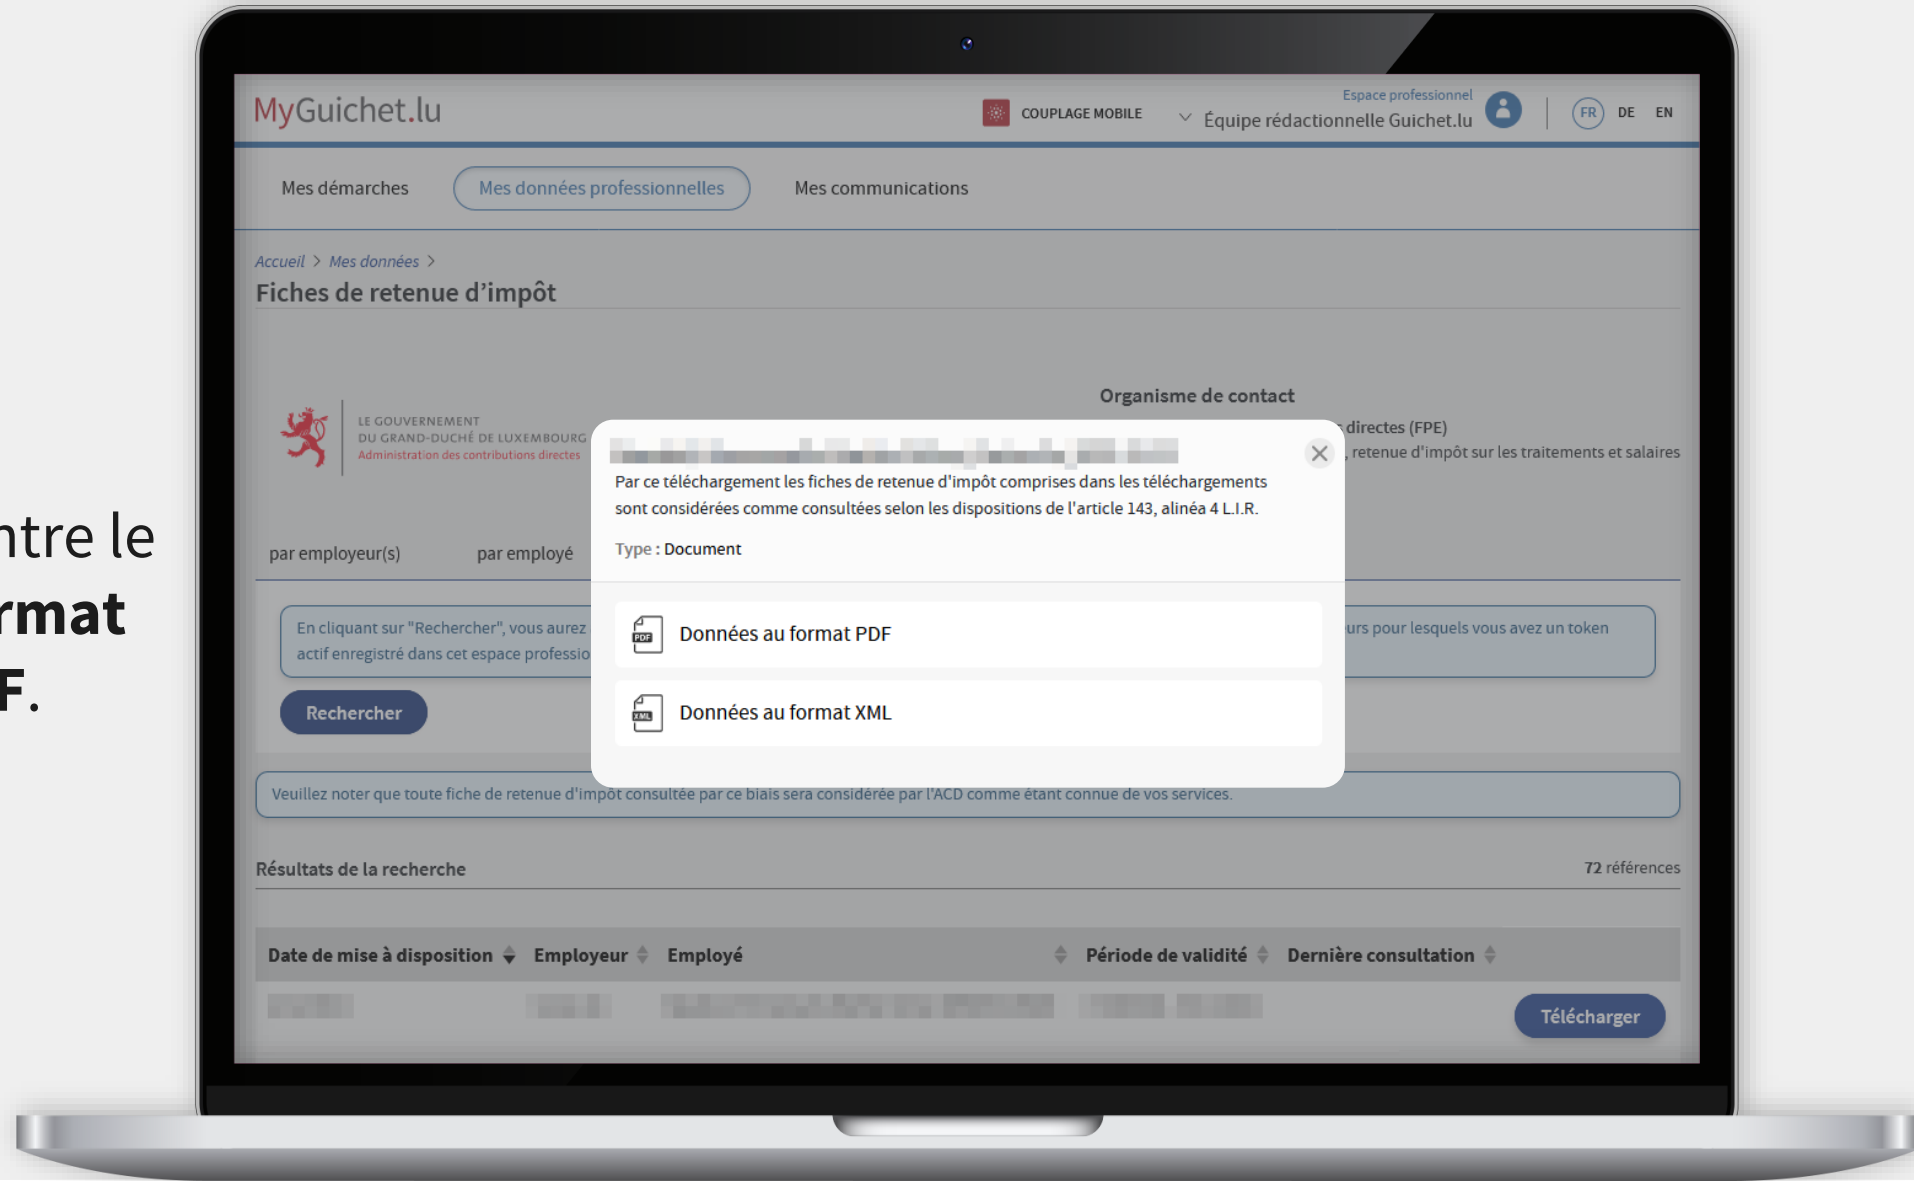 MyGuichet.lu
COUPLAGE MOBILE
Espace professionnel
Équipe rédactionnelle Guichet.lu
FR DE EN
Mes démarches
Mes données professionnelles
Mes communications
Accueil > Mes données >
Fiches de retenue d'impôt
LE GOUVERNEMENT
DU GRAND-DUCHÉ DE LUXEMBOURG
Administration des contributions directes
Organisme de contact
directes (FPE)
, retenue d'impôt sur les traitements et salaires
Par ce téléchargement les fiches de retenue d'impôt comprises dans les téléchargements
sont considérées comme consultées selon les dispositions de l'article 143, alinéa 4 L.I.R.
Type : Document
PDF
Données au format PDF
XML
Données au format XML
ntre le
rmat
F.
par employeur(s)
par employé
En cliquant sur "Rechercher", vous aurez
urs pour lesquels vous avez un token
actif enregistré dans cet espace professio
Rechercher
Veuillez noter que toute fiche de retenue d'impôt consultée par ce biais sera considérée par l'ACD comme étant connue de vos services.
Résultats de la recherche
72 références
Date de mise à disposition Employeur Employé Période de validité Dernière consultation
Télécharger